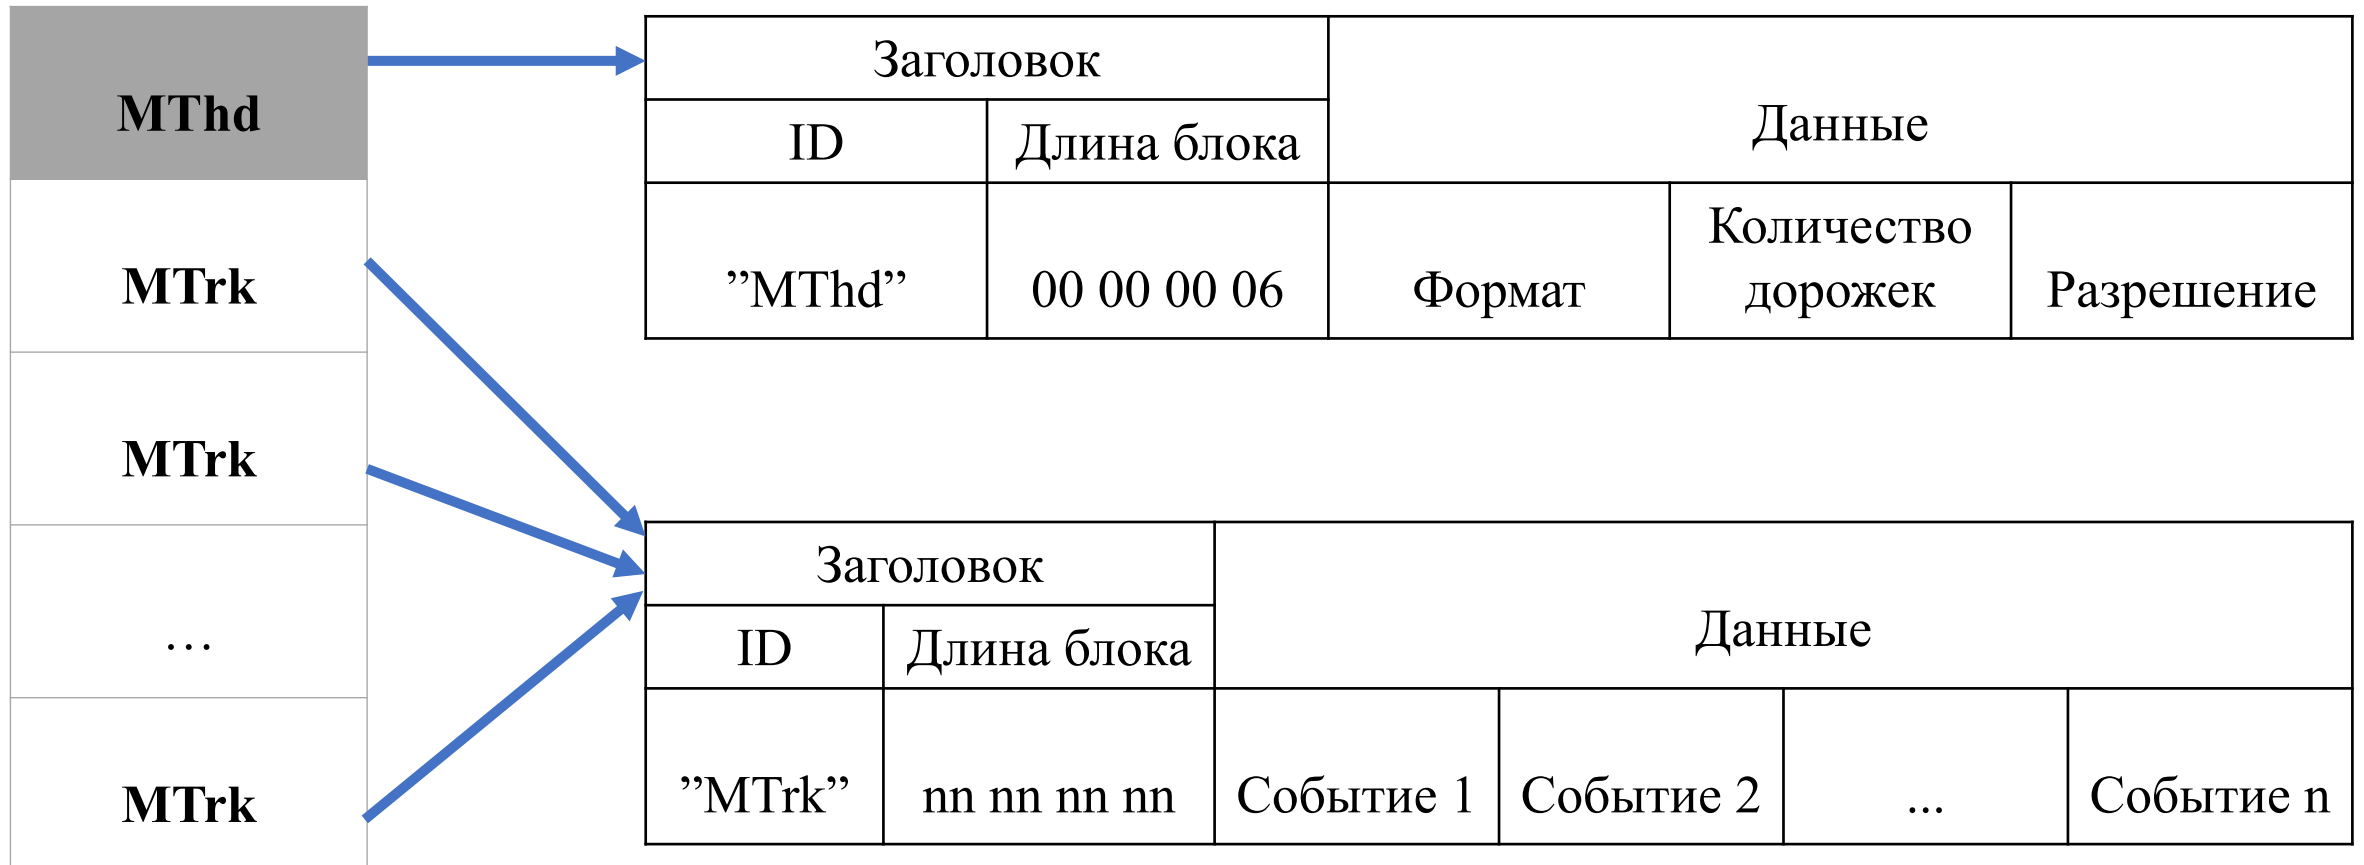 MThd
MTrk
MTrk
…
MTrk
Заголовок
Данные
ID
Длина блока
”MThd”
00 00 00 06
Формат
Количество
дорожек
Разрешение
Заголовок
Данные
ID
Длина блока
”MTrk”
nn nn nn nn
Событие 1
Событие 2
...
Событие n